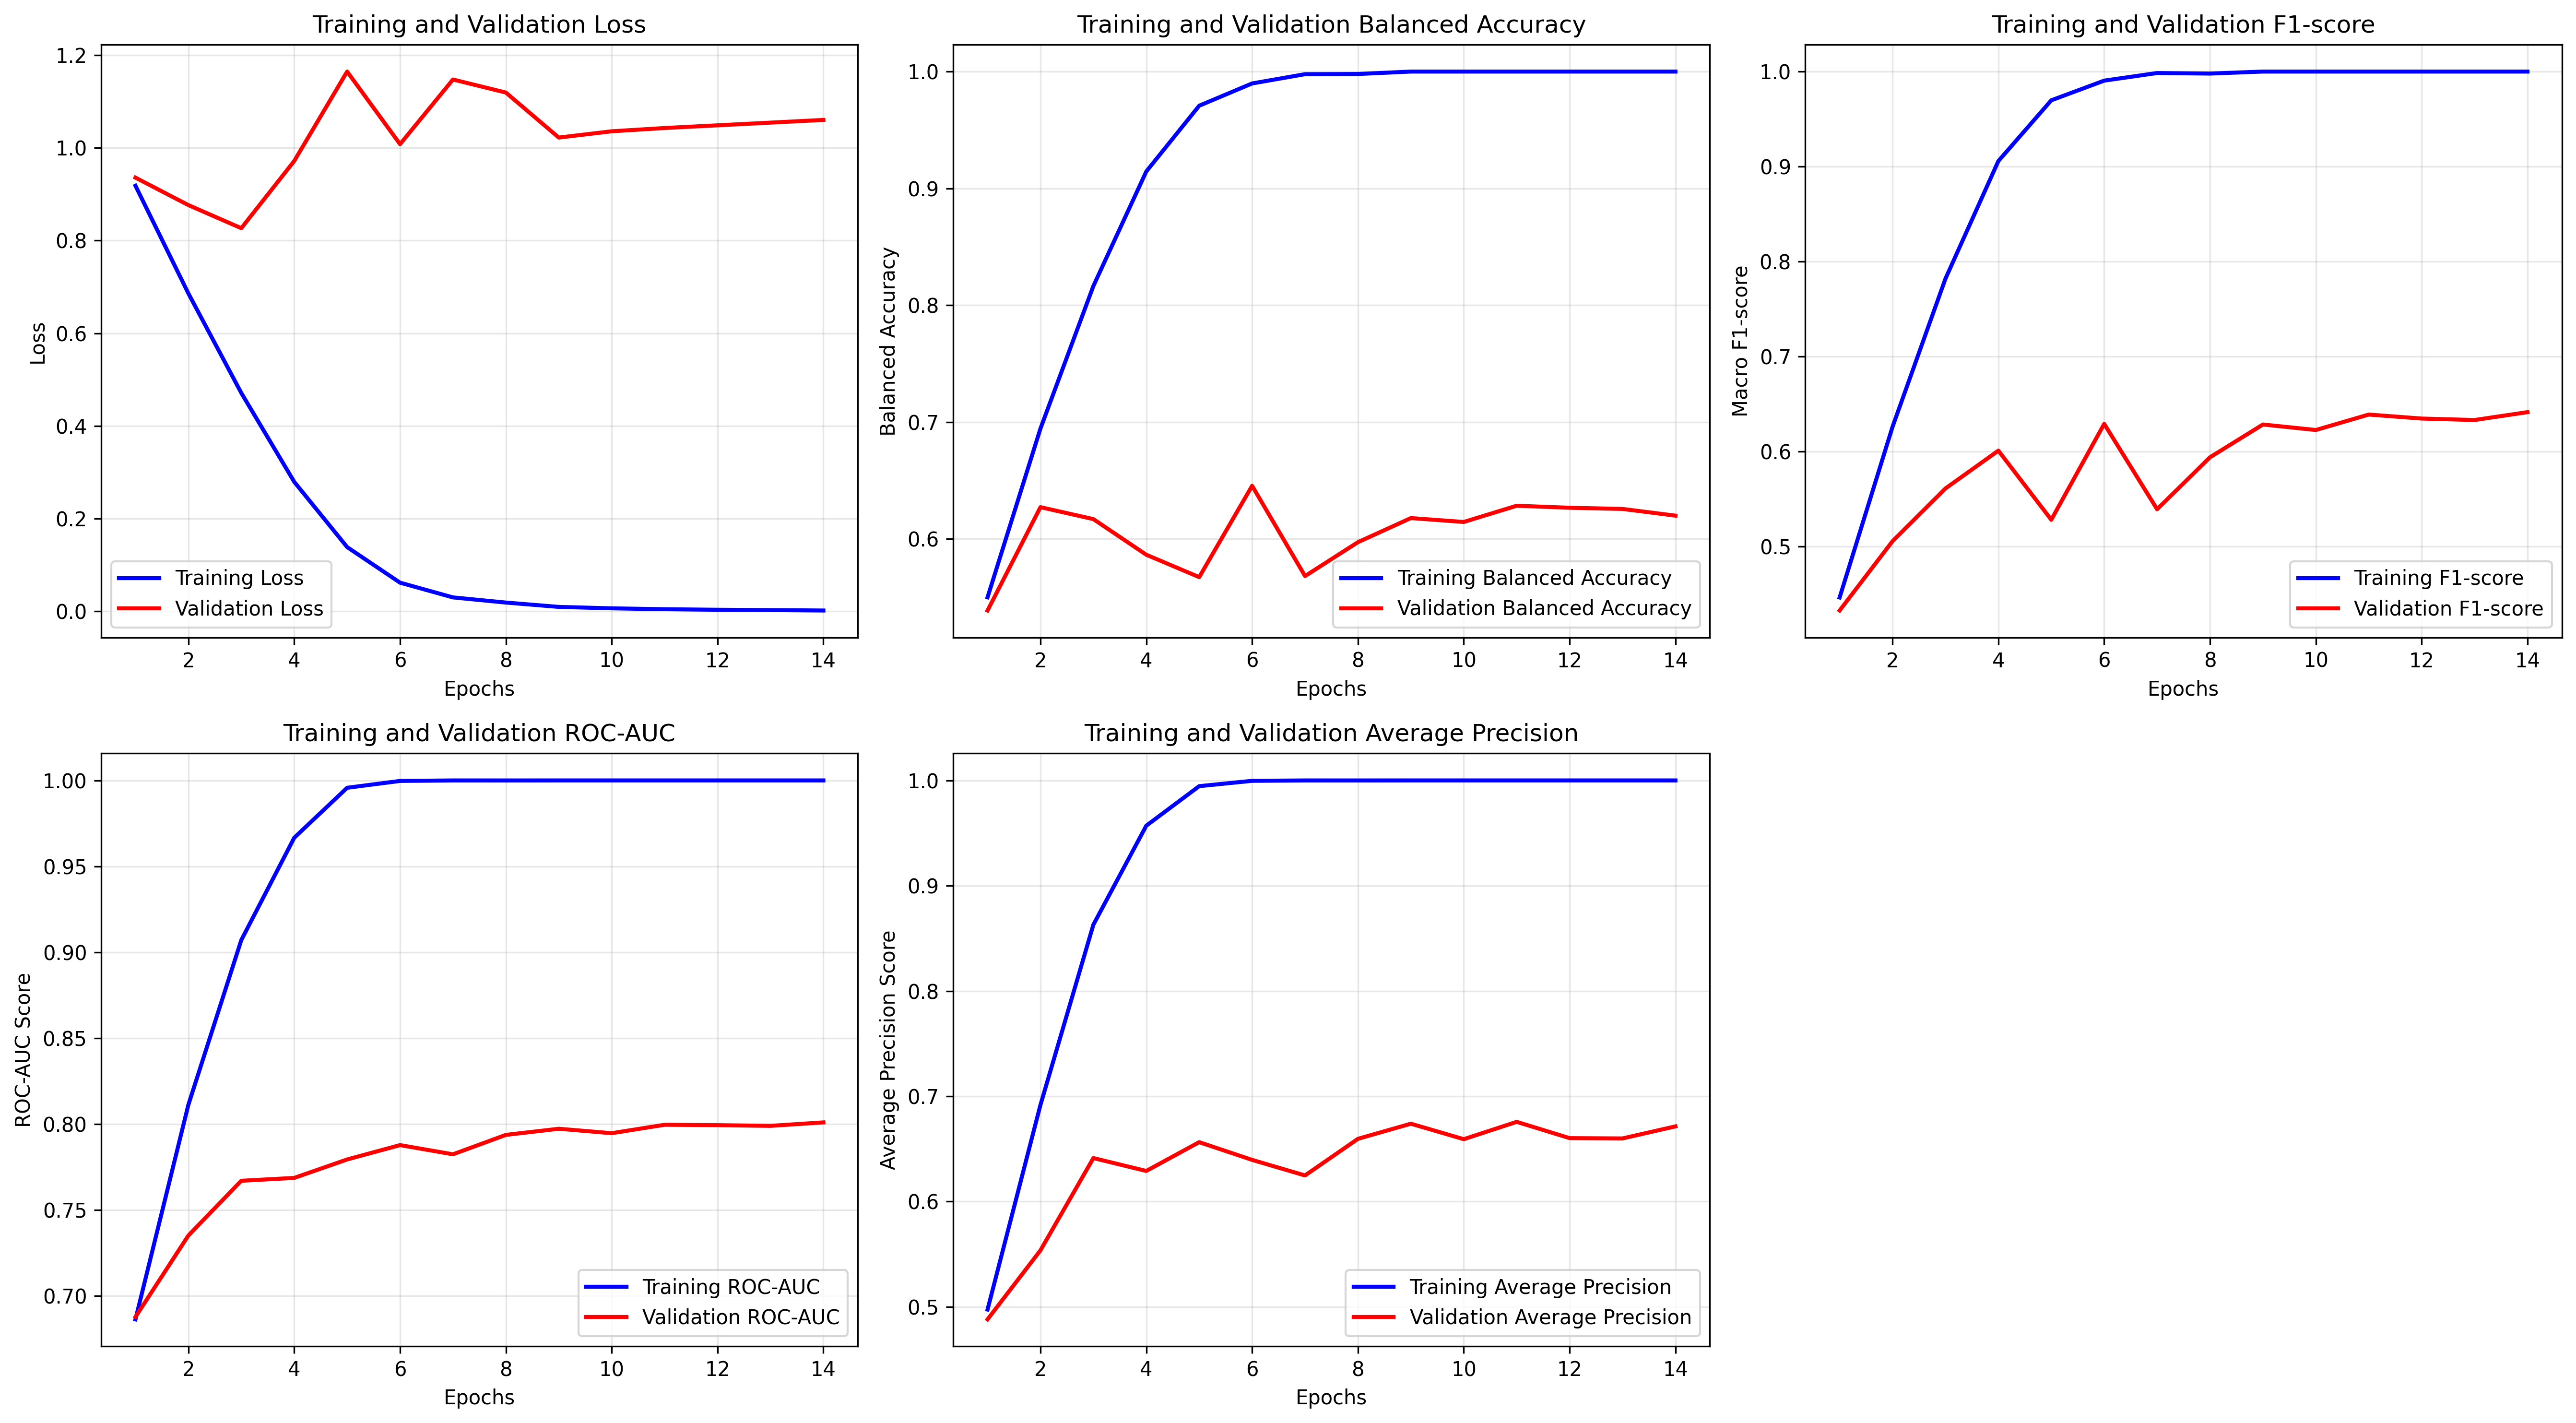 Training and Validation Loss
1.2
1.0
0.8
0.6
0.4
0.2
0.0
Loss
Training Loss
Validation Loss
2 4 6 8 10 12 14
Epochs
Training and Validation Balanced Accuracy
1.0
0.9
0.8
0.7
0.6
Balanced Accuracy
Training Balanced Accuracy
Validation Balanced Accuracy
2 4 6 8 10 12 14
Epochs
Training and Validation F1-score
1.0
0.9
0.8
0.7
0.6
0.5
Macro F1-score
Training F1-score
Validation F1-score
2 4 6 8 10 12 14
Epochs
Training and Validation ROC-AUC
1.00
0.95
0.90
0.85
0.80
0.75
0.70
ROC-AUC Score
Training ROC-AUC
Validation ROC-AUC
2 4 6 8 10 12 14
Epochs
Training and Validation Average Precision
1.0
0.9
0.8
0.7
0.6
0.5
Average Precision Score
Training Average Precision
Validation Average Precision
2 4 6 8 10 12 14
Epochs